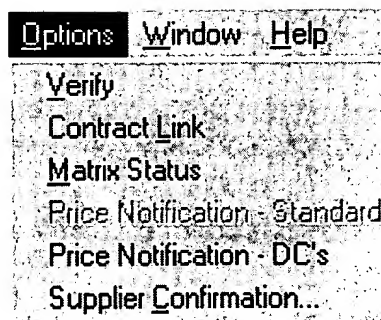 Options Window Help
Verify
Contract Link
Matrix Status
Price Notification - Standard
Price Notification - DC's
Supplier Confirmation...